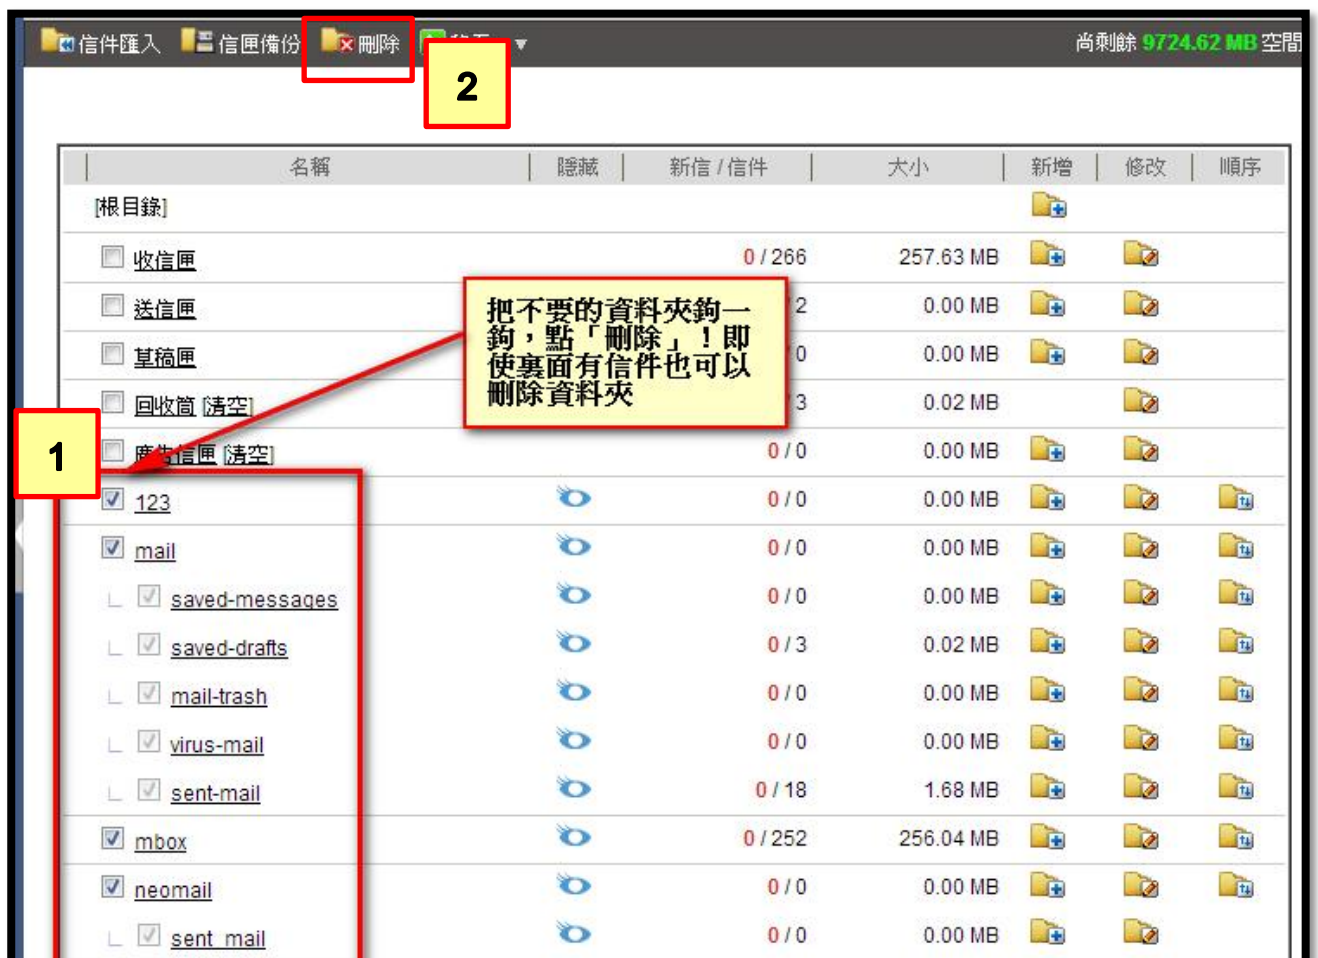 信件匯入 信匣備份 刪除 尚剩餘 9724.62 MB 空間
2
名稱 隱藏 新信 / 信件 大小 新增 修改 順序
[根目錄]
收信匣 0 / 266 257.63 MB
送信匣 2 0.00 MB
草稿匣 0 0.00 MB
回收筒 [清空] 3 0.02 MB
廣告信匣 [清空] 0 / 0 0.00 MB
把不要的資料夾鉤一
鉤，點「刪除」！即
使裏面有信件也可以
刪除資料夾
1
123 0 / 0 0.00 MB
mail 0 / 0 0.00 MB
saved-messages 0 / 0 0.00 MB
saved-drafts 0 / 3 0.02 MB
mail-trash 0 / 0 0.00 MB
virus-mail 0 / 0 0.00 MB
sent-mail 0 / 18 1.68 MB
mbox 0 / 252 256.04 MB
neomail 0 / 0 0.00 MB
sent_mail 0 / 0 0.00 MB